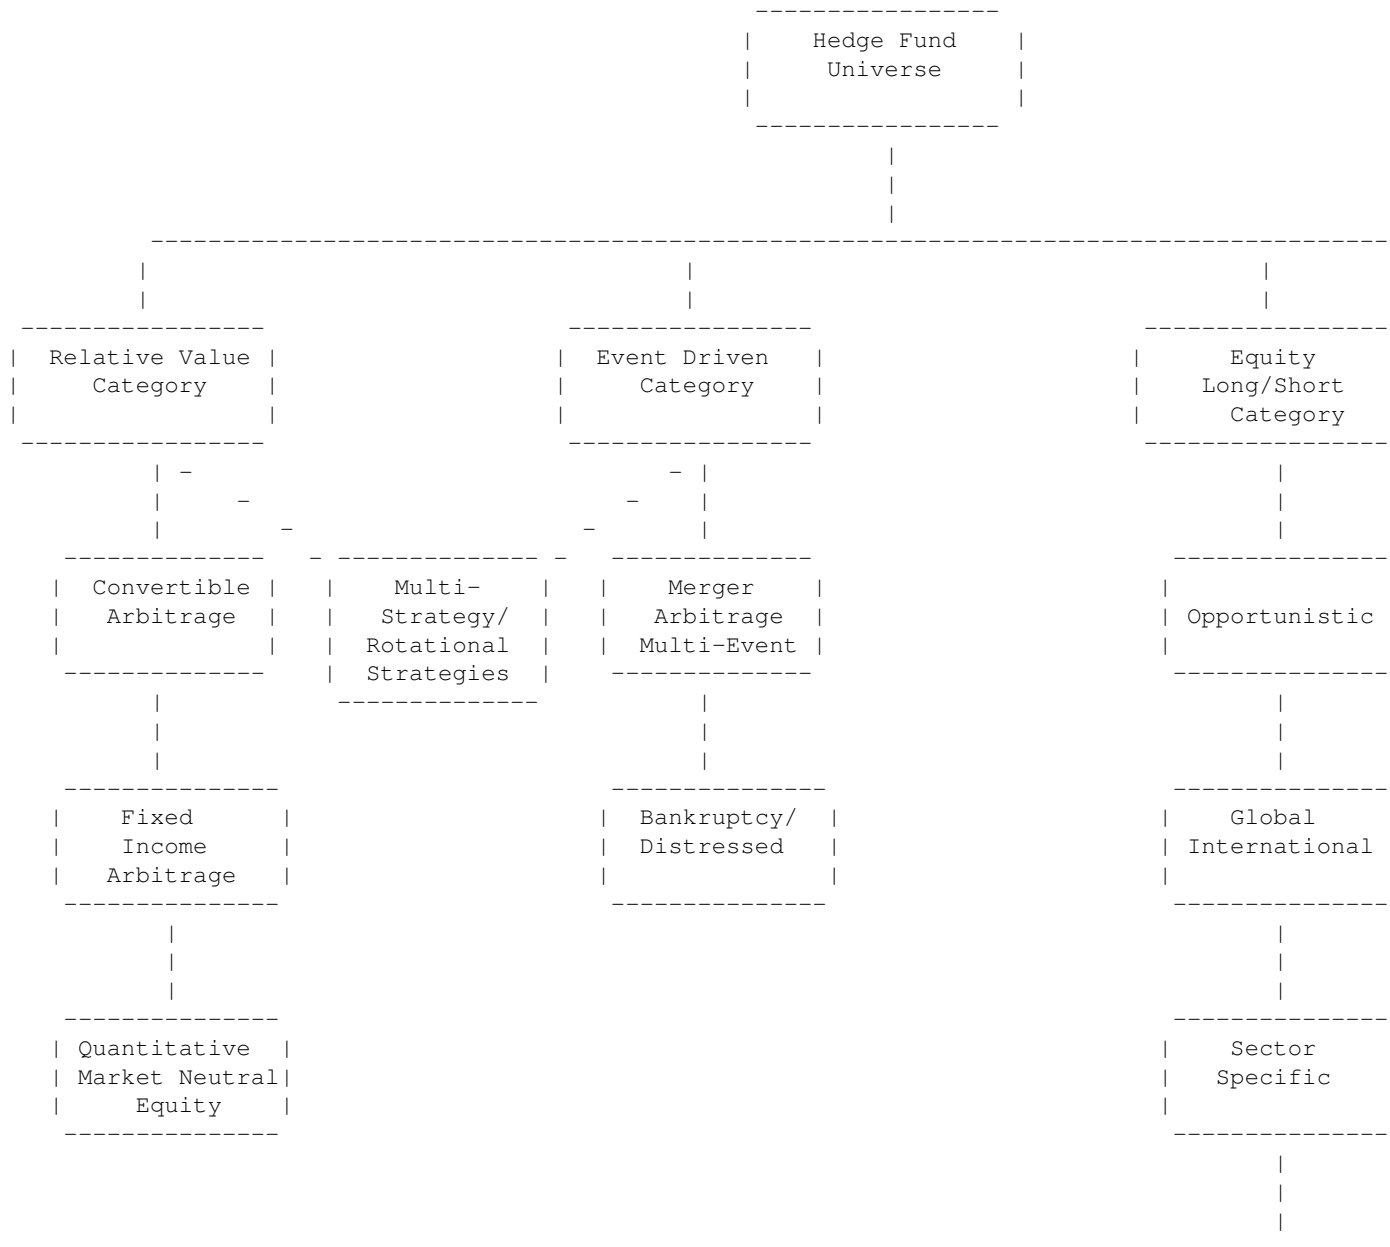 Hedge Fund
Universe
Relative Value
Category
Event Driven
Category
Equity
Long/Short
Category
Convertible
Arbitrage
Multi-
Strategy/
Rotational
Strategies
Merger
Arbitrage
Multi-Event
Opportunistic
Fixed
Income
Arbitrage
Bankruptcy/
Distressed
Global
International
Quantitative
Market Neutral
Equity
Sector
Specific